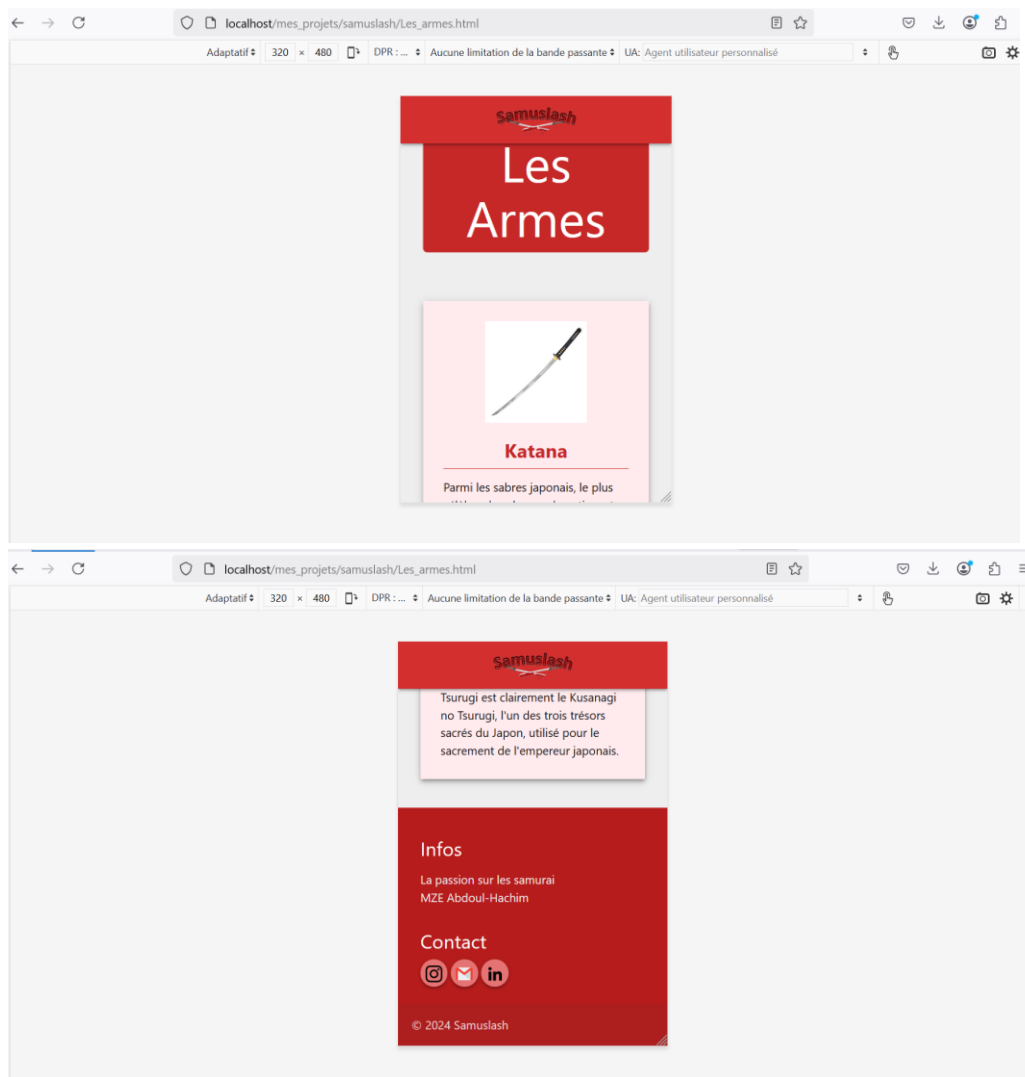 localhost/mes_projets/samuslash/Les_armes.html
Adaptatif 320 × 480 DPR : ... Aucune limitation de la bande passante UA: Agent utilisateur personnalisé
Samuslash
Les
Armes
Katana
Parmi les sabres japonais, le plus
localhost/mes_projets/samuslash/Les_armes.html
Adaptatif 320 × 480 DPR : ... Aucune limitation de la bande passante UA: Agent utilisateur personnalisé
Samuslash
Tsurugi est clairement le Kusanagi
no Tsurugi, l'un des trois trésors
sacrés du Japon, utilisé pour le
sacrement de l'empereur japonais.
Infos
La passion sur les samurai
MZE Abdoul-Hachim
Contact
in
© 2024 Samuslash